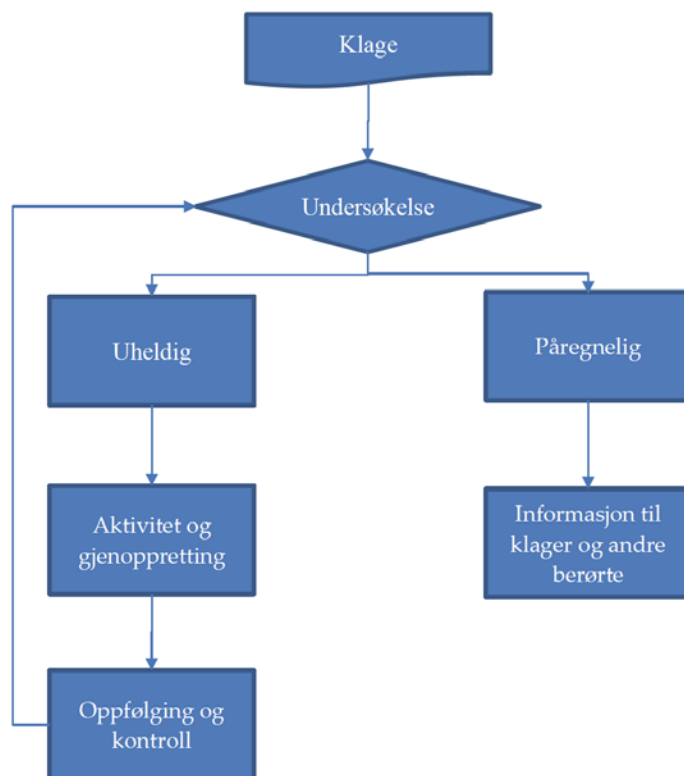 Klage
Undersøkelse
Uheldig
Påregnelig
Aktivitet og
gjenoppretting
Informasjon til
klager og andre
berørte
Oppfølging og
kontroll